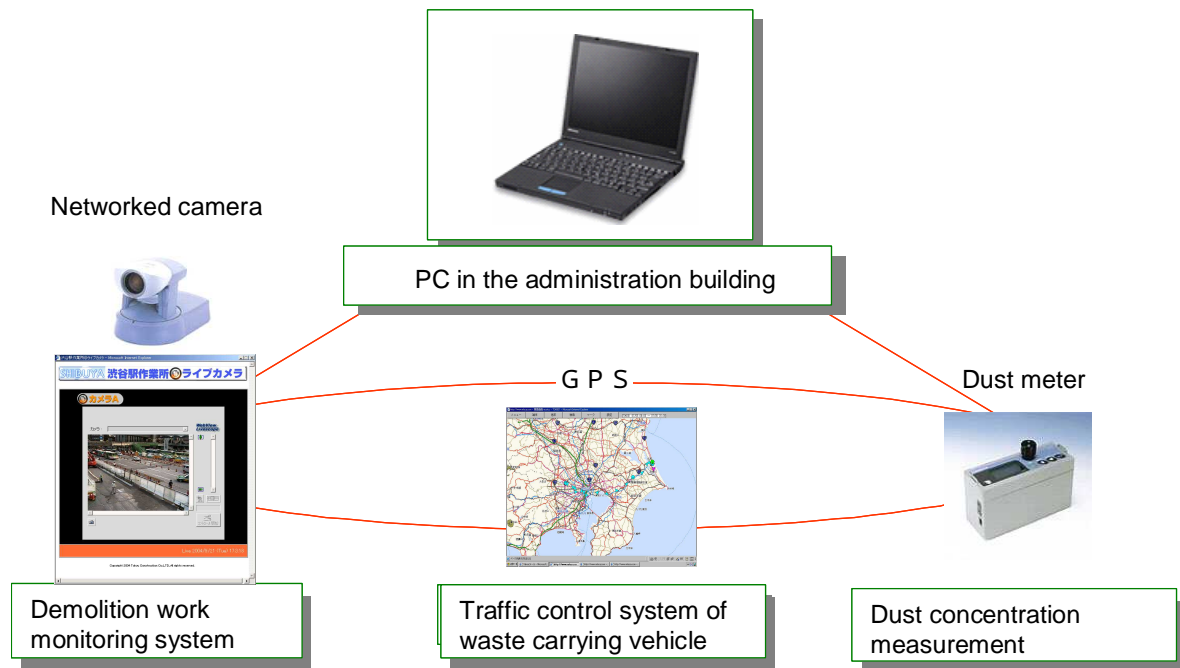 PC in the administration building
Networked camera
SHIBUYA 渋谷駅作業所 ライブカメラ
カメラA
G P S
Dust meter
Demolition work
monitoring system
Traffic control system of
waste carrying vehicle
Dust concentration
measurement